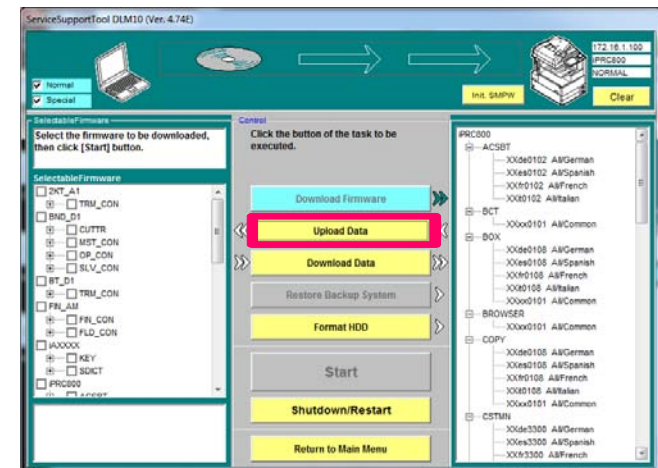 ServiceSupportTool DLM10 (Ver. 4.74E)
172.16.1.100
iPRC800
NORMAL
Normal
Special
Init. SMPW
Clear
SelectableFirmware
Select the firmware to be downloaded,
then click [Start] button.
SelectableFirmware
2KT_A1
TRM_CON
BND_D1
CUTTR
MST_CON
OP_CON
SLV_CON
BT_D1
TRM_CON
FIN_AM
FIN_CON
FLD_CON
IAXXXX
KEY
SDICT
iPRC800
ACSBT
Control
Click the button of the task to be
executed.
Download Firmware
Upload Data
Download Data
Restore Backup System
Format HDD
Start
Shutdown/Restart
Return to Main Menu
iPRC800
ACSBT
XXde0102 All/German
XXes0102 All/Spanish
XXfr0102 All/French
XXit0102 All/Italian
BCT
XXxx0101 All/Common
BOX
XXde0108 All/German
XXes0108 All/Spanish
XXfr0108 All/French
XXit0108 All/Italian
XXxx0101 All/Common
BROWSER
XXxx0101 All/Common
COPY
XXde0108 All/German
XXes0108 All/Spanish
XXfr0108 All/French
XXit0108 All/Italian
XXxx0101 All/Common
CSTMN
XXde3300 All/German
XXes3300 All/Spanish
XXfr3300 All/French